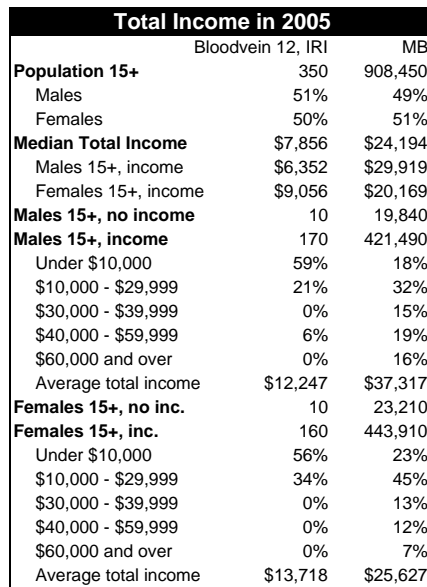 Total Income in 2005
Bloodvein 12, IRI MB
Population 15+ 350 908,450
Males 51% 49%
Females 50% 51%
Median Total Income $7,856 $24,194
Males 15+, income $6,352 $29,919
Females 15+, income $9,056 $20,169
Males 15+, no income 10 19,840
Males 15+, income 170 421,490
Under $10,000 59% 18%
$10,000 - $29,999 21% 32%
$30,000 - $39,999 0% 15%
$40,000 - $59,999 6% 19%
$60,000 and over 0% 16%
Average total income $12,247 $37,317
Females 15+, no inc. 10 23,210
Females 15+, inc. 160 443,910
Under $10,000 56% 23%
$10,000 - $29,999 34% 45%
$30,000 - $39,999 0% 13%
$40,000 - $59,999 0% 12%
$60,000 and over 0% 7%
Average total income $13,718 $25,627